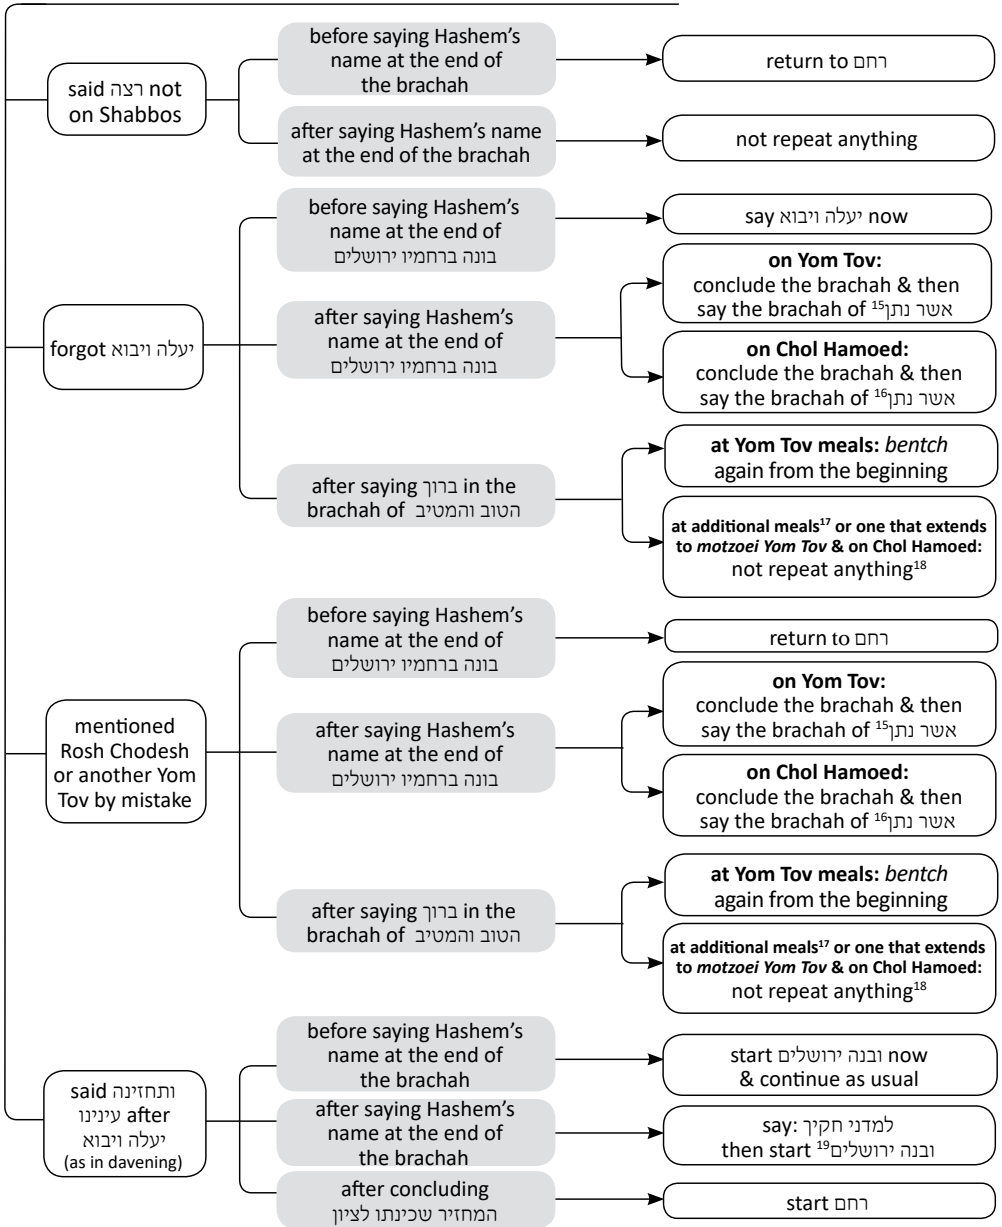 said רצה not
on Shabbos
before saying Hashem's
name at the end of
the brachah
return to רחם
after saying Hashem's name
at the end of the brachah
not repeat anything
forgot יעלה ויבוא
before saying Hashem's
name at the end of
בונה ברחמיו ירושלים
say יעלה ויבוא now
after saying Hashem's
name at the end of
בונה ברחמיו ירושלים
on Yom Tov:
conclude the brachah & then
say the brachah of אשר נתן15
on Chol Hamoed:
conclude the brachah & then
say the brachah of אשר נתן16
after saying ברוך in the
brachah of הטוב והמטיב
at Yom Tov meals: bentch
again from the beginning
at additional meals17 or one that extends
to motzoei Yom Tov & on Chol Hamoed:
not repeat anything18
mentioned
Rosh Chodesh
or another Yom
Tov by mistake
before saying Hashem's
name at the end of
בונה ברחמיו ירושלים
return to רחם
after saying Hashem's
name at the end of
בונה ברחמיו ירושלים
on Yom Tov:
conclude the brachah & then
say the brachah of אשר נתן15
on Chol Hamoed:
conclude the brachah & then
say the brachah of אשר נתן16
after saying ברוך in the
brachah of הטוב והמטיב
at Yom Tov meals: bentch
again from the beginning
at additional meals17 or one that extends
to motzoei Yom Tov & on Chol Hamoed:
not repeat anything18
said ותחזינה
עינינו after
יעלה ויבוא
(as in davening)
before saying Hashem's
name at the end of
the brachah
start ובנה ירושלים now
& continue as usual
after saying Hashem's
name at the end of
the brachah
say: למדני חקיך
then start ובנה ירושלים19
after concluding
המחזיר שכינתו לציון
start רחם